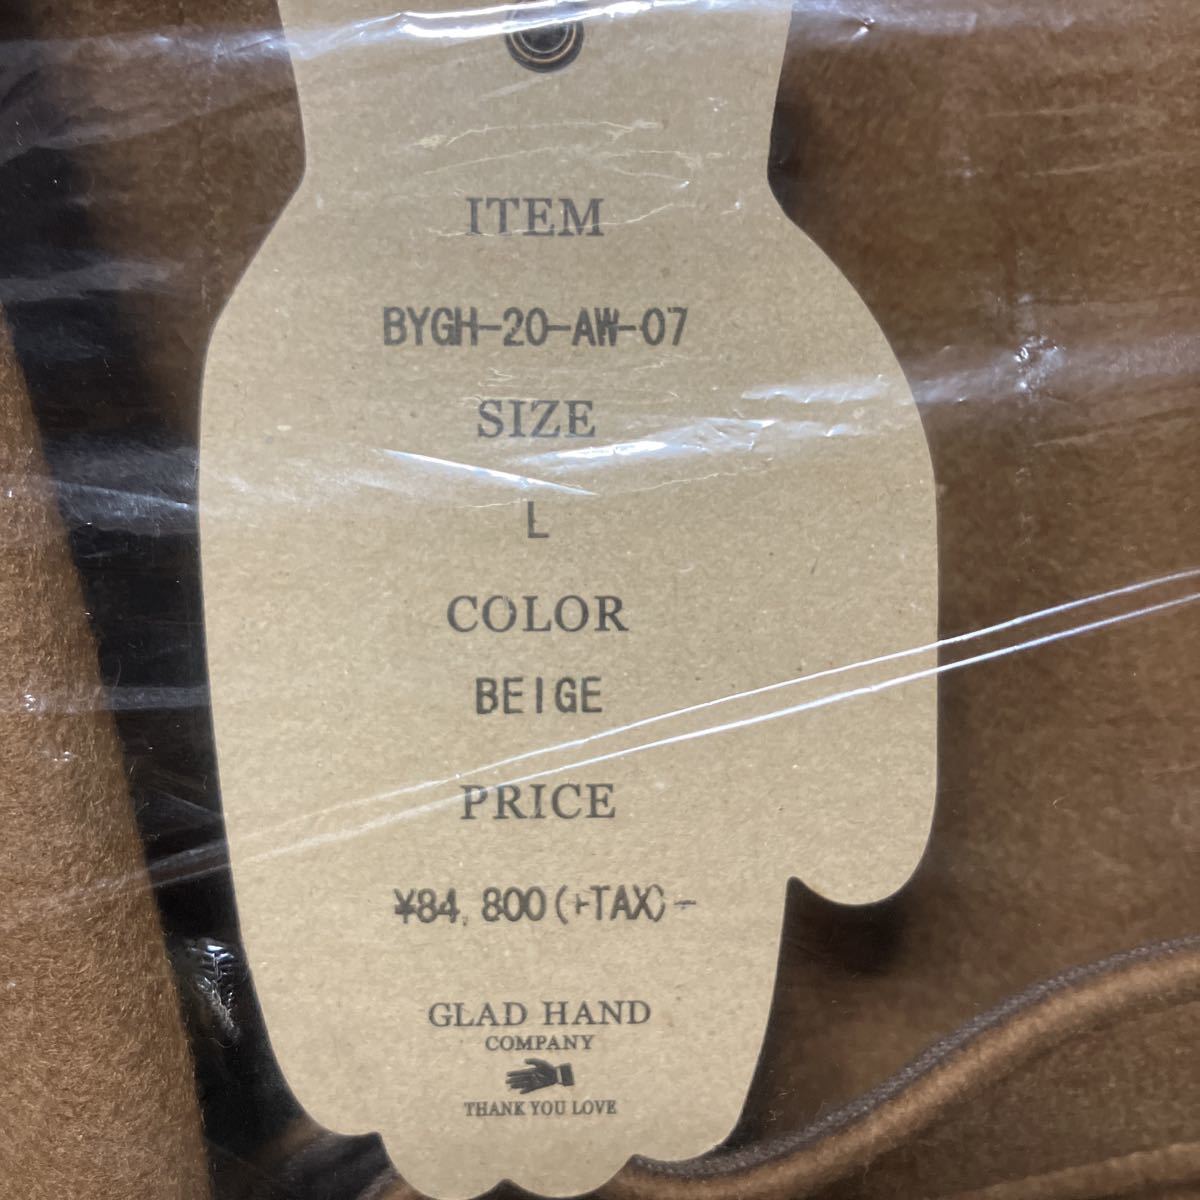 ITEM
BYGH-20-AW-07
SIZE
L
COLOR
BEIGE
PRICE
¥84,800(+TAX)-
GLAD HAND
COMPANY
THANK YOU LOVE